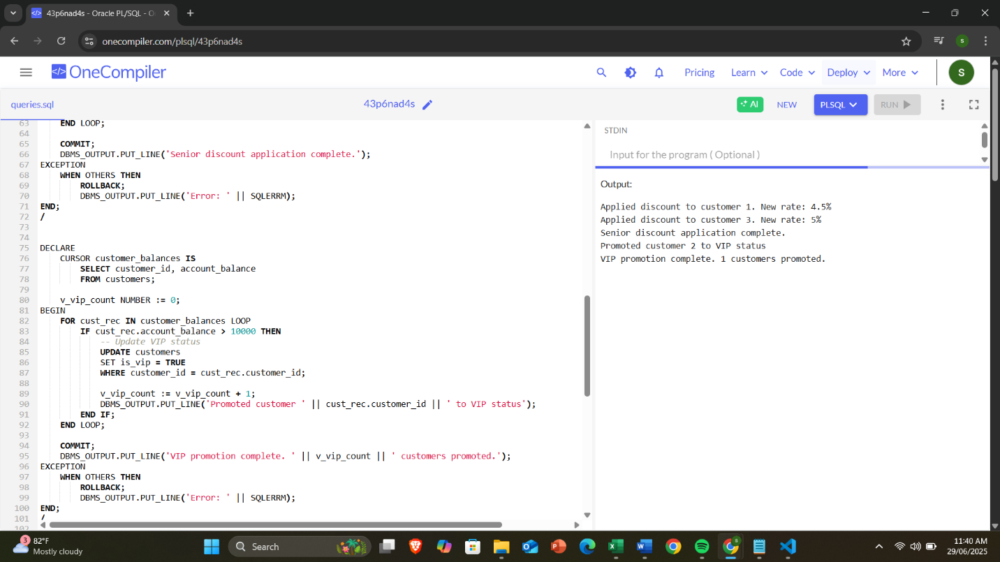 43p6nad4s - Oracle PL/SQL - O
onecompiler.com/plsql/43p6nad4s
S
</> OneCompiler
Pricing
Learn
Code
Deploy
More
S
queries.sql
43p6nad4s
AI
NEW
PLSQL
RUN
63 END LOOP;
64
65 COMMIT;
66 DBMS_OUTPUT.PUT_LINE('Senior discount application complete.');
67 EXCEPTION
68 WHEN OTHERS THEN
69 ROLLBACK;
70 DBMS_OUTPUT.PUT_LINE('Error: ' || SQLERRM);
71 END;
72 /
73
74
75 DECLARE
76 CURSOR customer_balances IS
77 SELECT customer_id, account_balance
78 FROM customers;
79
80 v_vip_count NUMBER := 0;
81 BEGIN
82 FOR cust_rec IN customer_balances LOOP
83 IF cust_rec.account_balance > 10000 THEN
84 -- Update VIP status
85 UPDATE customers
86 SET is_vip = TRUE
87 WHERE customer_id = cust_rec.customer_id;
88
89 v_vip_count := v_vip_count + 1;
90 DBMS_OUTPUT.PUT_LINE('Promoted customer ' || cust_rec.customer_id || ' to VIP status');
91 END IF;
92 END LOOP;
93
94 COMMIT;
95 DBMS_OUTPUT.PUT_LINE('VIP promotion complete. ' || v_vip_count || ' customers promoted.');
96 EXCEPTION
97 WHEN OTHERS THEN
98 ROLLBACK;
99 DBMS_OUTPUT.PUT_LINE('Error: ' || SQLERRM);
100 END;
101 /
102
STDIN
Input for the program ( Optional )
Output:
Applied discount to customer 1. New rate: 4.5%
Applied discount to customer 3. New rate: 5%
Senior discount application complete.
Promoted customer 2 to VIP status
VIP promotion complete. 1 customers promoted.
3
82°F
Mostly cloudy
Search
11:40 AM
29/06/2025